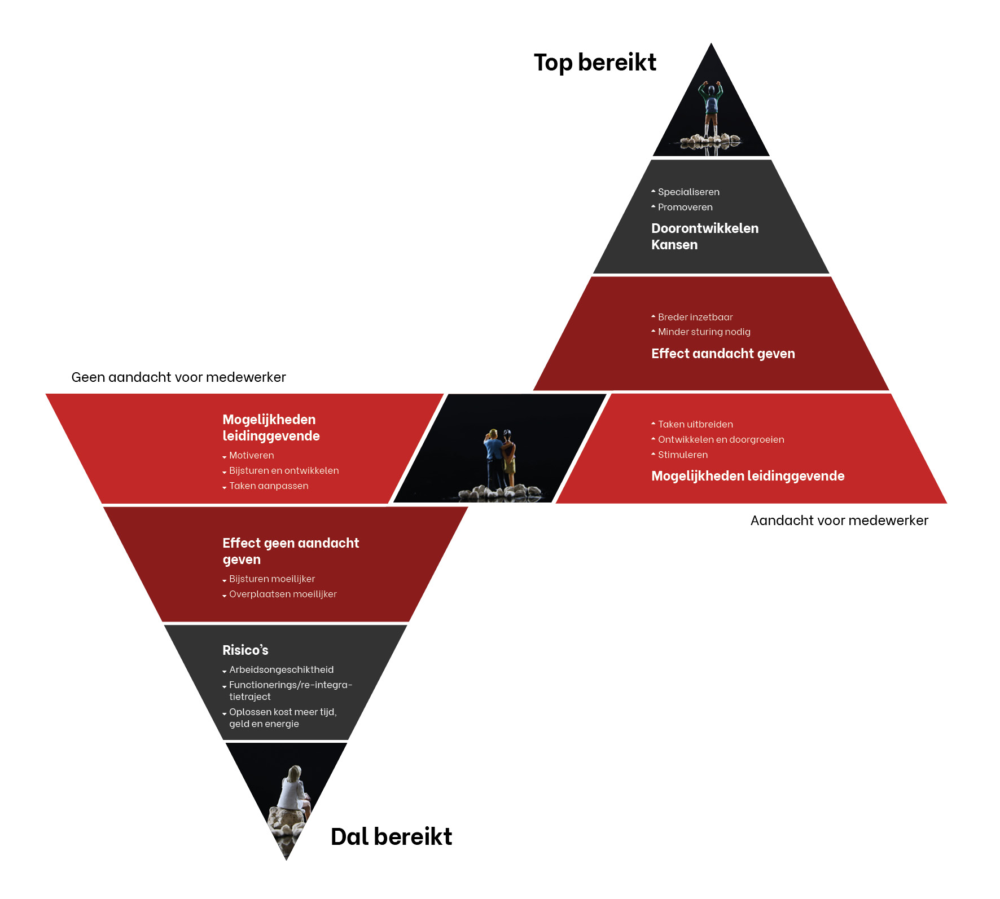 Top bereikt
Specialiseren
Promoveren
Doorontwikkelen
Kansen
Breder inzetbaar
Minder sturing nodig
Effect aandacht geven
Taken uitbreiden
Ontwikkelen en doorgroeien
Stimuleren
Mogelijkheden leidinggevende
Aandacht voor medewerker
Geen aandacht voor medewerker
Mogelijkheden
leidinggevende
Motiveren
Bijsturen en ontwikkelen
Taken aanpassen
Effect geen aandacht
geven
Bijsturen moeilijker
Overplaatsen moeilijker
Risico’s
Arbeidsongeschiktheid
Functionerings/re-integra-
tietraject
Oplossen kost meer tijd,
geld en energie
Dal bereikt